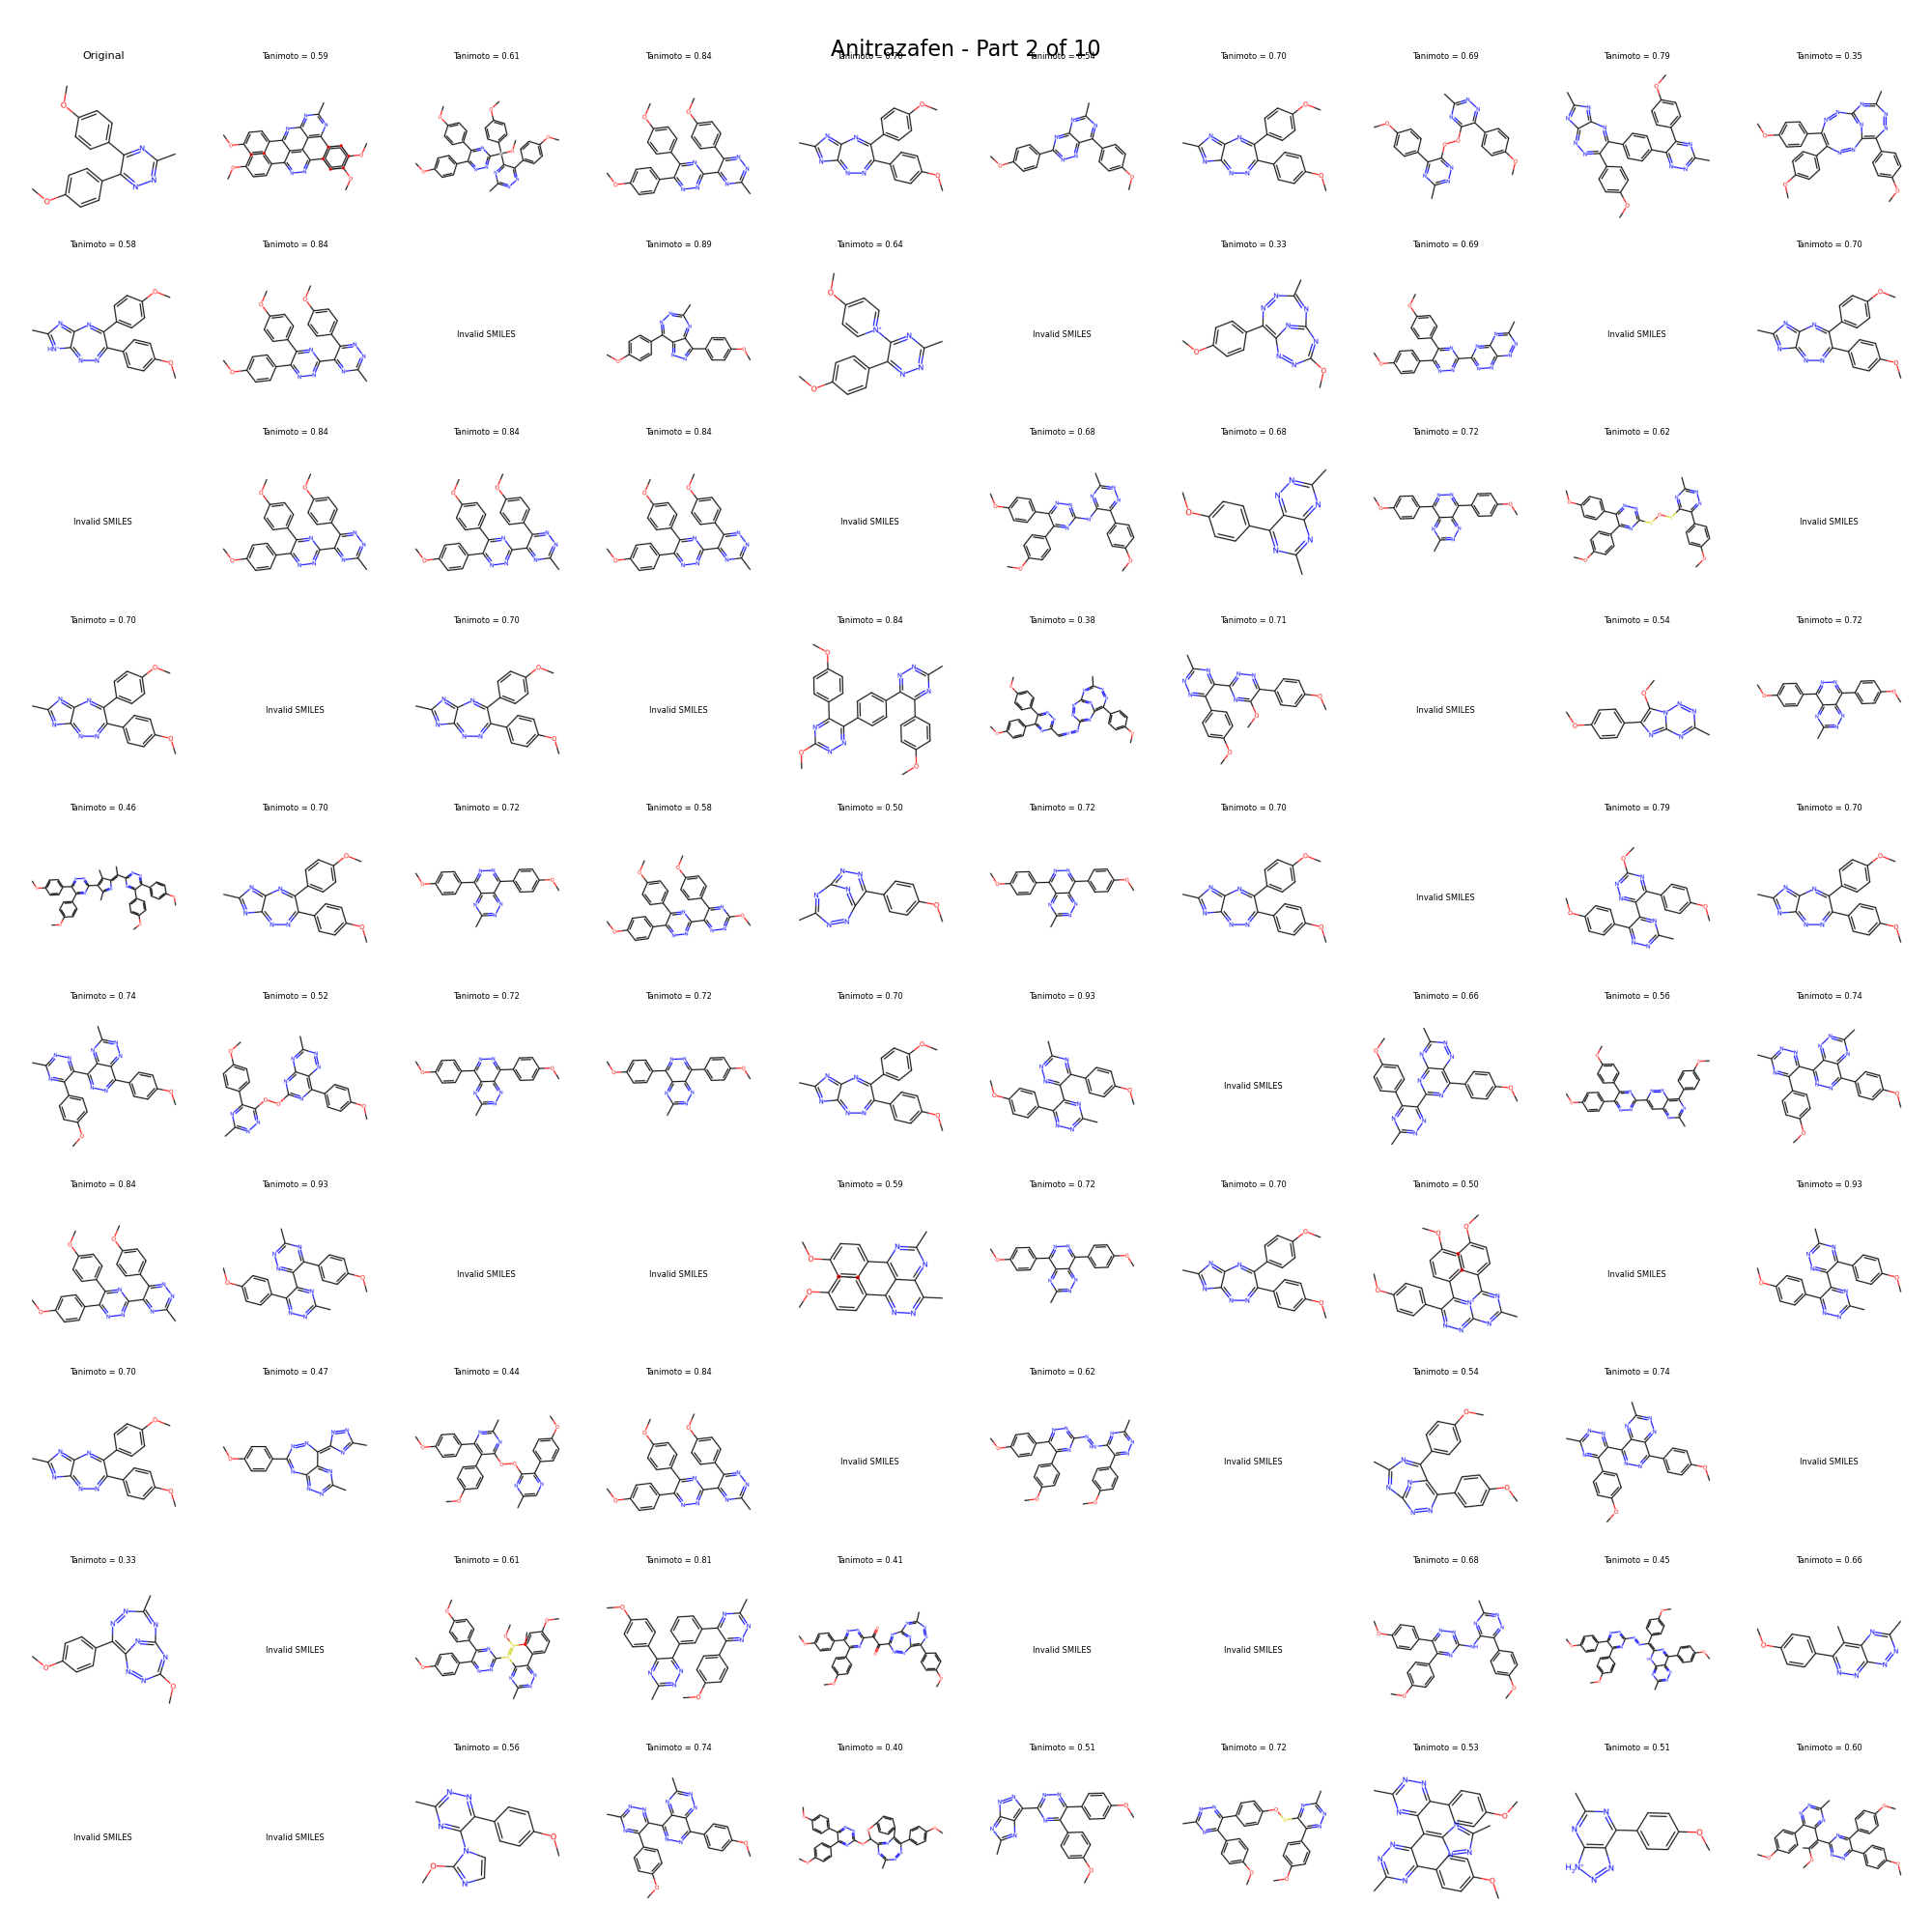 Anitrazafen - Part 2 of 10
Original
Tanimoto = 0.59
Tanimoto = 0.61
Tanimoto = 0.84
Tanimoto = 0.70
Tanimoto = 0.54
Tanimoto = 0.70
Tanimoto = 0.69
Tanimoto = 0.79
Tanimoto = 0.35
Tanimoto = 0.58
Tanimoto = 0.84
Invalid SMILES
Tanimoto = 0.89
Tanimoto = 0.64
Invalid SMILES
Tanimoto = 0.33
Tanimoto = 0.69
Invalid SMILES
Tanimoto = 0.70
Invalid SMILES
Tanimoto = 0.84
Tanimoto = 0.84
Tanimoto = 0.84
Invalid SMILES
Tanimoto = 0.68
Tanimoto = 0.68
Tanimoto = 0.72
Tanimoto = 0.62
Invalid SMILES
Tanimoto = 0.70
Invalid SMILES
Tanimoto = 0.70
Invalid SMILES
Tanimoto = 0.84
Tanimoto = 0.38
Tanimoto = 0.71
Invalid SMILES
Tanimoto = 0.54
Tanimoto = 0.72
Tanimoto = 0.46
Tanimoto = 0.70
Tanimoto = 0.72
Tanimoto = 0.58
Tanimoto = 0.50
Tanimoto = 0.72
Tanimoto = 0.70
Invalid SMILES
Tanimoto = 0.79
Tanimoto = 0.70
Tanimoto = 0.74
Tanimoto = 0.52
Tanimoto = 0.72
Tanimoto = 0.72
Tanimoto = 0.70
Tanimoto = 0.93
Invalid SMILES
Tanimoto = 0.66
Tanimoto = 0.56
Tanimoto = 0.74
Tanimoto = 0.84
Tanimoto = 0.93
Invalid SMILES
Invalid SMILES
Tanimoto = 0.59
Tanimoto = 0.72
Tanimoto = 0.70
Tanimoto = 0.50
Invalid SMILES
Tanimoto = 0.93
Tanimoto = 0.70
Tanimoto = 0.47
Tanimoto = 0.44
Tanimoto = 0.84
Invalid SMILES
Tanimoto = 0.62
Invalid SMILES
Tanimoto = 0.54
Tanimoto = 0.74
Invalid SMILES
Tanimoto = 0.33
Invalid SMILES
Tanimoto = 0.61
Tanimoto = 0.81
Tanimoto = 0.41
Invalid SMILES
Invalid SMILES
Tanimoto = 0.68
Tanimoto = 0.45
Tanimoto = 0.66
Invalid SMILES
Invalid SMILES
Tanimoto = 0.56
Tanimoto = 0.74
Tanimoto = 0.40
Tanimoto = 0.51
Tanimoto = 0.72
Tanimoto = 0.53
Tanimoto = 0.51
Tanimoto = 0.60